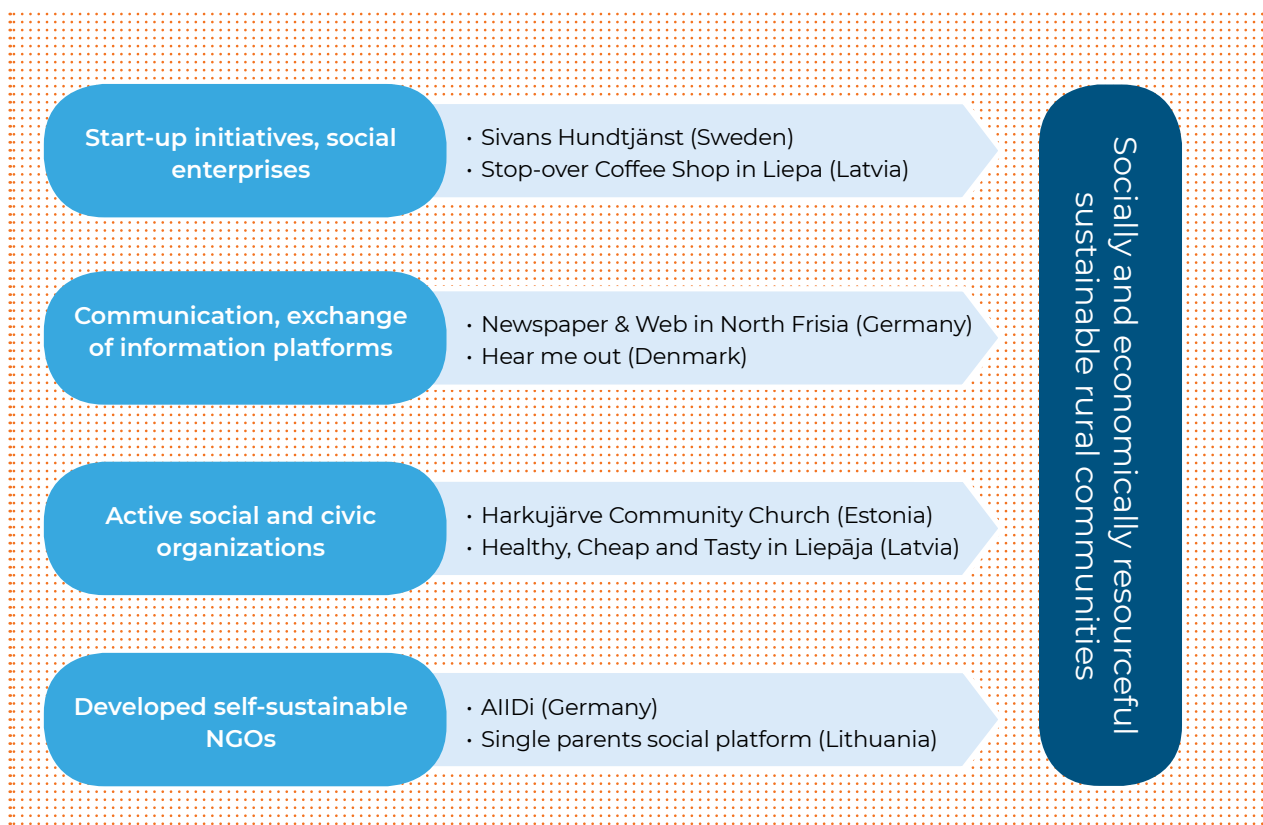 Start-up initiatives, social
enterprises
• Sivans Hundtjänst (Sweden)
• Stop-over Coffee Shop in Liepa (Latvia)
Communication, exchange
of information platforms
• Newspaper & Web in North Frisia (Germany)
• Hear me out (Denmark)
Active social and civic
organizations
• Harkujärve Community Church (Estonia)
• Healthy, Cheap and Tasty in Liepāja (Latvia)
Developed self-sustainable
NGOs
• AIIDi (Germany)
• Single parents social platform (Lithuania)
Socially and economically resourceful
sustainable rural communities